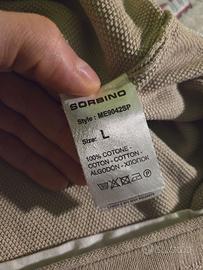 SORBINO
Style : ME9042SP
Size: L
100% COTONE -
COTON - COTTON -
ALGODON - ХЛОПОК